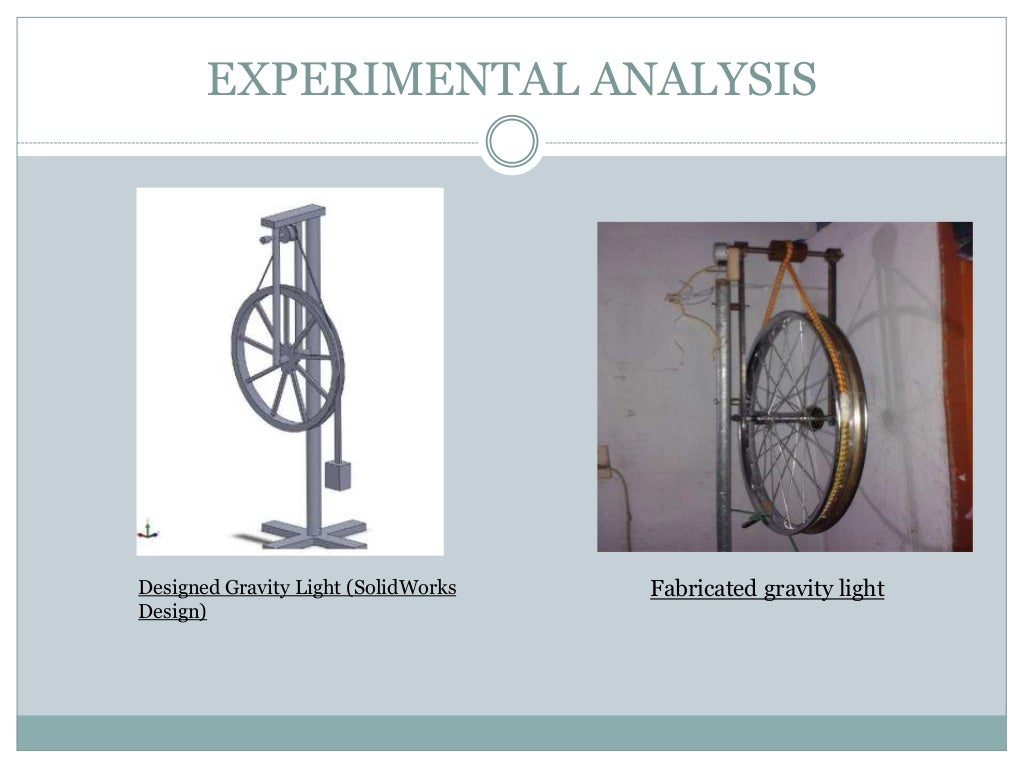 EXPERIMENTAL ANALYSIS
Designed Gravity Light (SolidWorks
Design)
Fabricated gravity light